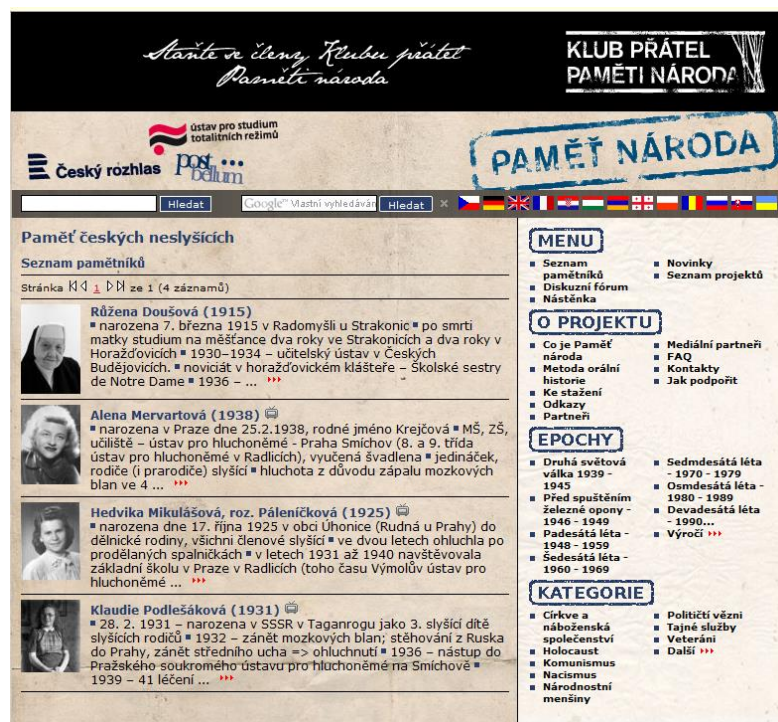 Staňte se členy Klubu přátel
Paměti národa
KLUB PŘÁTEL
PAMĚTI NÁRODA
ústav pro studium
totalitních režimů
Český rozhlas
post
bellum
PAMĚŤ NÁRODA
Hledat
Google™ Vlastní vyhledáván
Hledat
Paměť českých neslyšících
Seznam pamětníků
Stránka 1 ze 1 (4 záznamů)
Růžena Doušová (1915)
narozena 7. března 1915 v Radomyšli u Strakonic ▪ po smrti
matky studium na měšťance dva roky ve Strakonicích a dva roky v
Horažďovicích ▪ 1930–1934 – učitelský ústav v Českých
Budějovicích. ▪ noviciát v horažďovickém klášteře – Školské sestry
de Notre Dame ▪ 1936 – ...
Alena Mervartová (1938)
▪ narozena v Praze dne 25.2.1938, rodné jméno Krejčová ▪ MŠ, ZŠ,
učiliště – ústav pro hluchoněmé - Praha Smíchov (8. a 9. třída
ústav pro hluchoněmé v Radlicích), vyučená švadlena ▪ jedináček,
rodiče (i prarodiče) slyšící ▪ hluchota z důvodu zápalu mozkových
blan ve 4 ...
Hedvika Mikulášová, roz. Páleníčková (1925)
▪ narozena dne 17. října 1925 v obci Úhonice (Rudná u Prahy) do
dělnické rodiny, všichni členové slyšící ▪ ve dvou letech ohluchla po
prodělaných spalničkách ▪ v letech 1931 až 1940 navštěvovala
základní školu v Praze v Radlicích (toho času Výmolův ústav pro
hluchoněmé ...
Klaudie Podlešáková (1931)
▪ 28. 2. 1931 – narozena v SSSR v Taganrogu jako 3. slyšící dítě
slyšících rodičů ▪ 1932 – zánět mozkových blan; stěhování z Ruska
do Prahy, zánět středního ucha => ohluchnutí ▪ 1936 – nástup do
Pražského soukromého ústavu pro hluchoněmé na Smíchově ▪
1939 – 41 léčení ...
MENU
Seznam
pamětníků
Diskuzní fórum
Nástěnka
Novinky
Seznam projektů
O PROJEKTU
Co je Paměť
národa
Metoda orální
historie
Ke stažení
Odkazy
Partneři
Mediální partneři
FAQ
Kontakty
Jak podpořit
EPOCHY
Druhá světová
válka 1939 -
1945
Před spuštěním
železné opony -
1946 - 1949
Padesátá léta -
1948 - 1959
Šedesátá léta -
1960 - 1969
Sedmdesátá léta
- 1970 - 1979
Osmdesátá léta -
1980 - 1989
Devadesátá léta
- 1990...
Výročí
KATEGORIE
Církve a
náboženská
společenství
Holocaust
Komunismus
Nacismus
Národnostní
menšiny
Političtí vězni
Tajné služby
Veteráni
Další